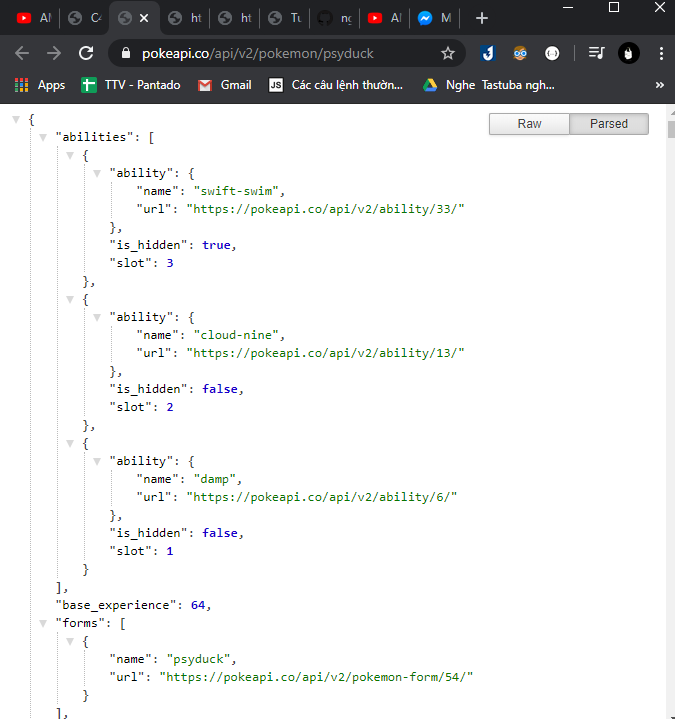 Al
C4
ht
ht
Tu
ng
Al
M
pokeapi.co/api/v2/pokemon/psyduck
Apps
TTV - Pantado
Gmail
JS
Các câu lệnh thườn...
Nghe Tastuba ngh...
»
Raw
Parsed
{
"abilities": [
{
"ability": {
"name": "swift-swim",
"url": "https://pokeapi.co/api/v2/ability/33/"
},
"is_hidden": true,
"slot": 3
},
{
"ability": {
"name": "cloud-nine",
"url": "https://pokeapi.co/api/v2/ability/13/"
},
"is_hidden": false,
"slot": 2
},
{
"ability": {
"name": "damp",
"url": "https://pokeapi.co/api/v2/ability/6/"
},
"is_hidden": false,
"slot": 1
}
],
"base_experience": 64,
"forms": [
{
"name": "psyduck",
"url": "https://pokeapi.co/api/v2/pokemon-form/54/"
}
],